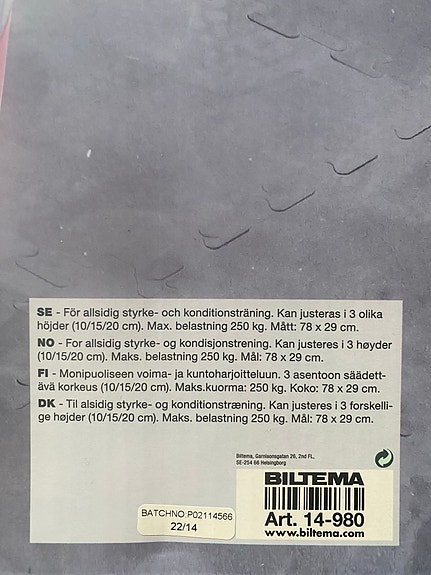 SE - För allsidig styrke- och konditionsträning. Kan justeras i 3 olika
höjder (10/15/20 cm). Max. belastning 250 kg. Mått: 78 x 29 cm.
NO - For allsidig styrke- og kondisjonstrening. Kan justeres i 3 høyder
(10/15/20 cm). Maks. belastning 250 kg. Mål: 78 x 29 cm.
FI - Monipuoliseen voima- ja kuntoharjoitteluun. 3 asentoon säädett-
ävä korkeus (10/15/20 cm). Maks.kuorma: 250 kg. Koko: 78 x 29 cm.
DK - Til alsidig styrke- og konditionstræning. Kan justeres i 3 forskelli-
ge højder (10/15/20 cm). Maks. belastning 250 kg. Mål: 78 x 29 cm.
Biltema, Garnisonsgatan 26, 2nd FL,
SE-254 66 Helsingborg
BILTEMA
Art. 14-980
www.biltema.com
BATCHNO.P02114566
22/14